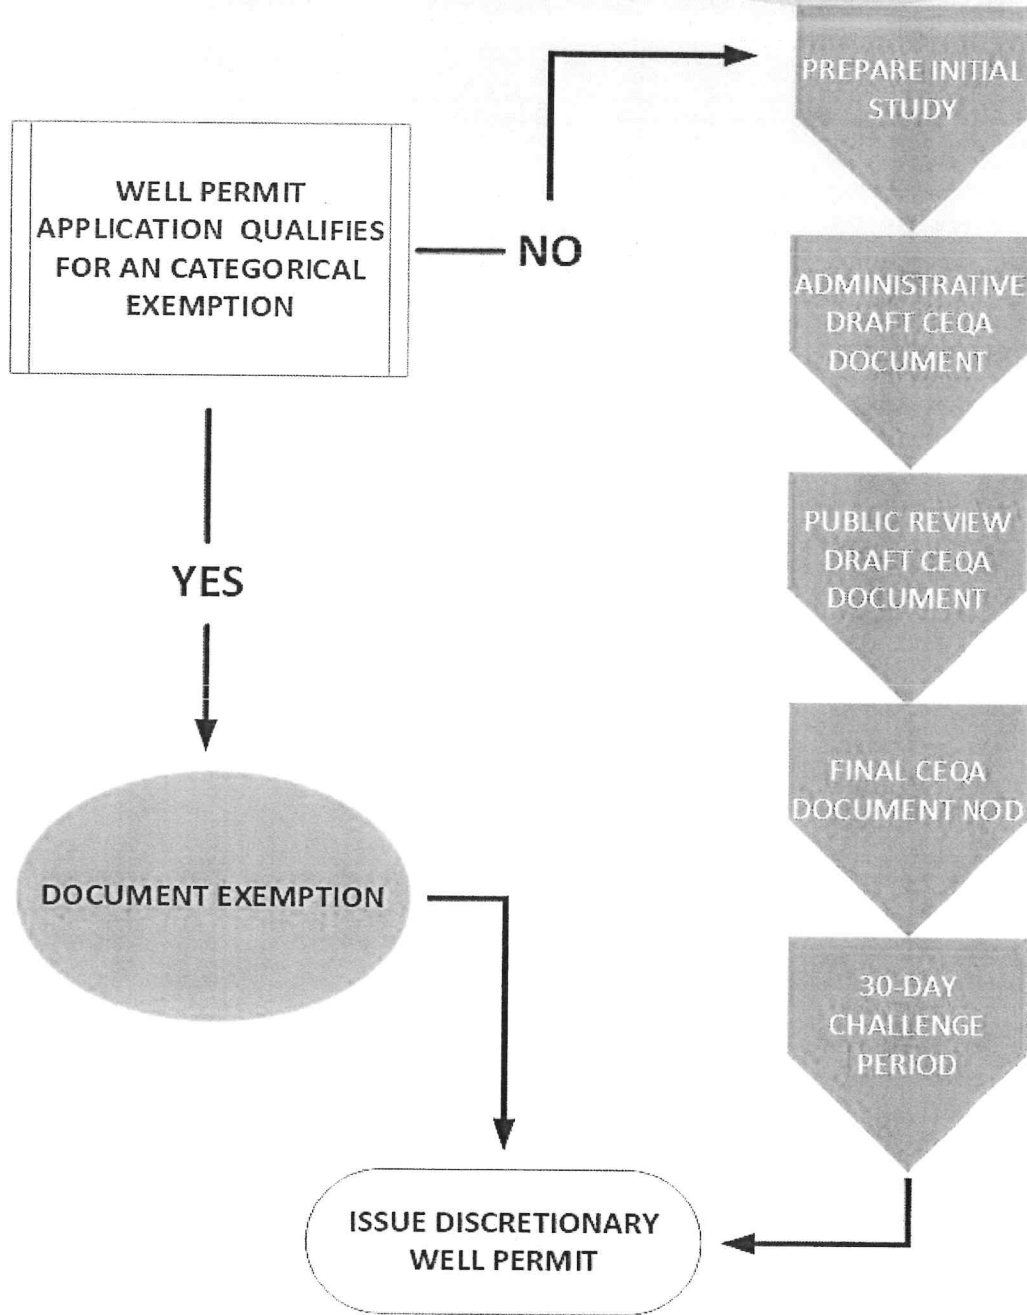 WELL PERMIT
APPLICATION QUALIFIES
FOR AN CATEGORICAL
EXEMPTION
NO
YES
DOCUMENT EXEMPTION
PREPARE INITIAL
STUDY
ADMINISTRATIVE
DRAFT CEQA
DOCUMENT
PUBLIC REVIEW
DRAFT CEQA
DOCUMENT
FINAL CEQA
DOCUMENT NOD
30-DAY
CHALLENGE
PERIOD
ISSUE DISCRETIONARY
WELL PERMIT